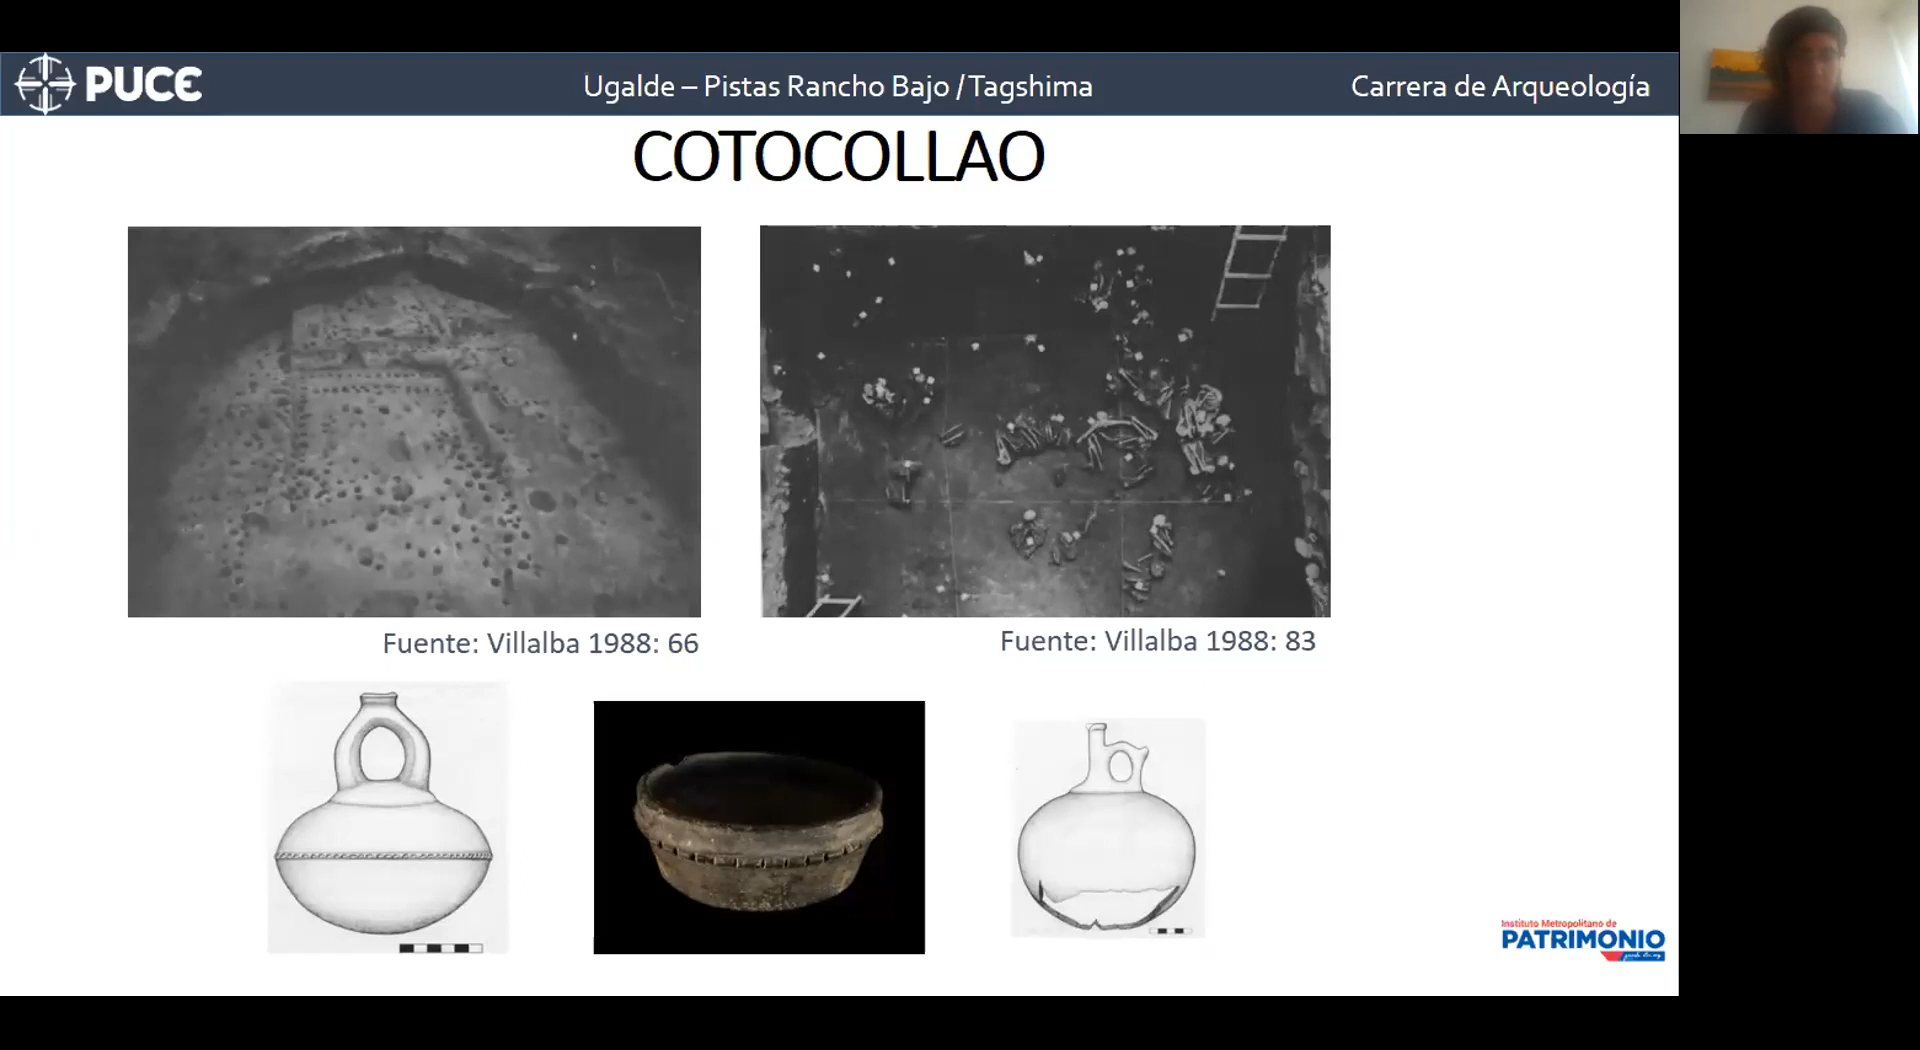 PUCE
Ugalde – Pistas Rancho Bajo / Tagshima
Carrera de Arqueología
COTOCOLLAO
Fuente: Villalba 1988: 66
Fuente: Villalba 1988: 83
Instituto Metropolitano de
PATRIMONIO